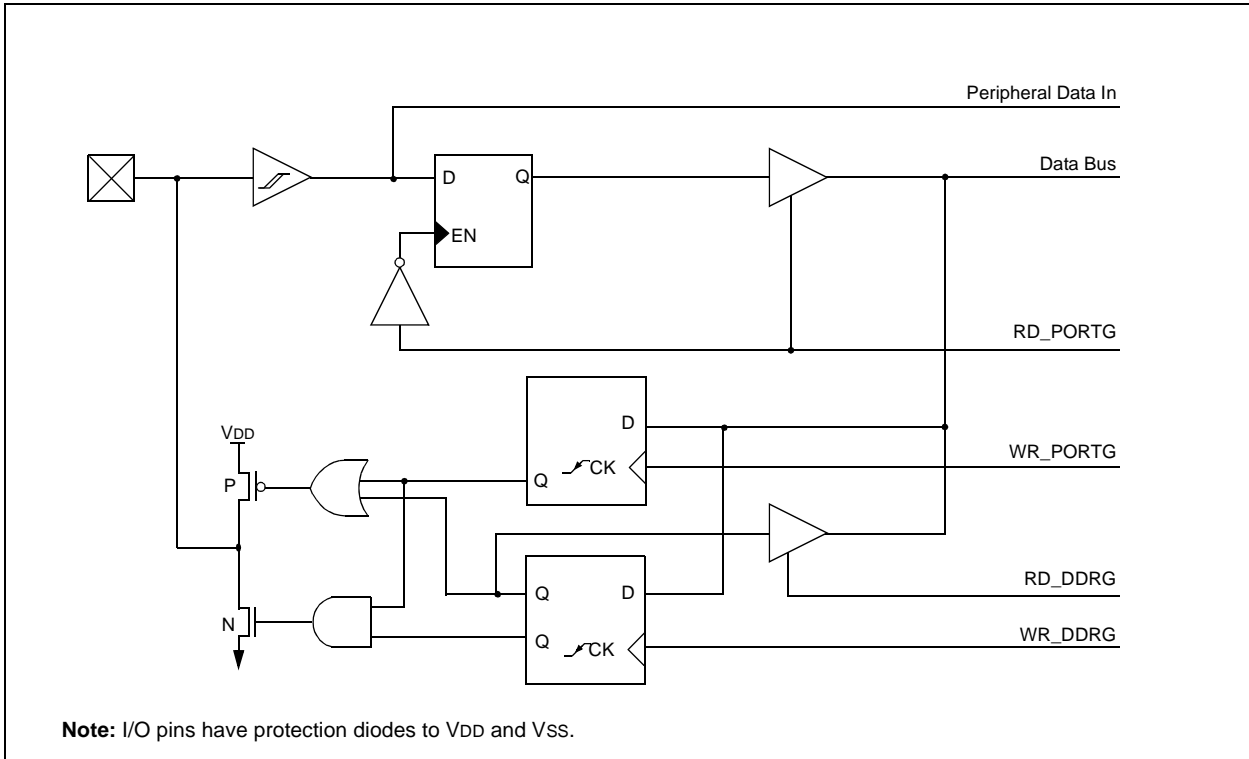 Peripheral Data In
Data Bus
D
Q
EN
RD_PORTG
VDD
D
WR_PORTG
P
Q
CK
RD_DDRG
Q
D
N
Q
CK
WR_DDRG
Note: I/O pins have protection diodes to VDD and VSS.